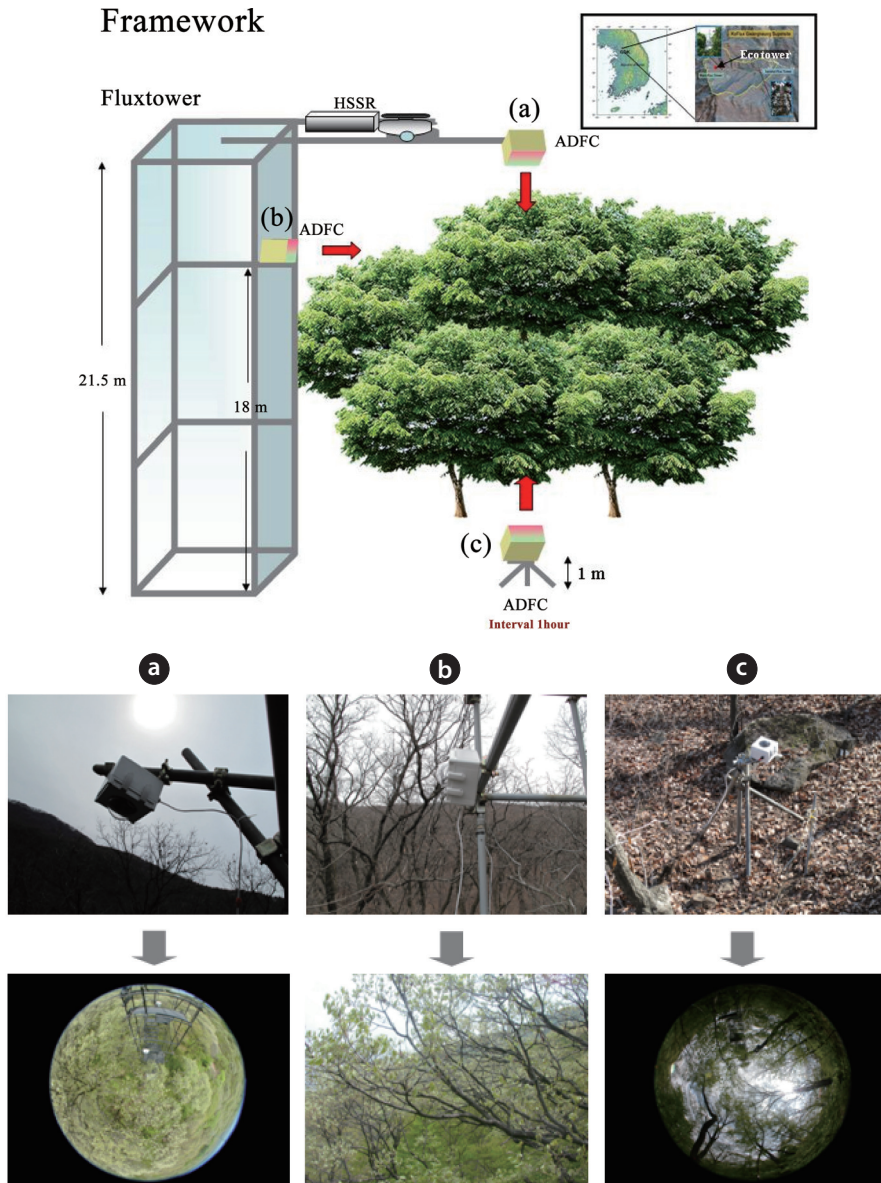 Framework
Ecotower
Fluxtower
HSSR
(a)
ADFC
(b)
ADFC
21.5 m
18 m
(c)
1 m
ADFC
Interval 1hour
a
b
c